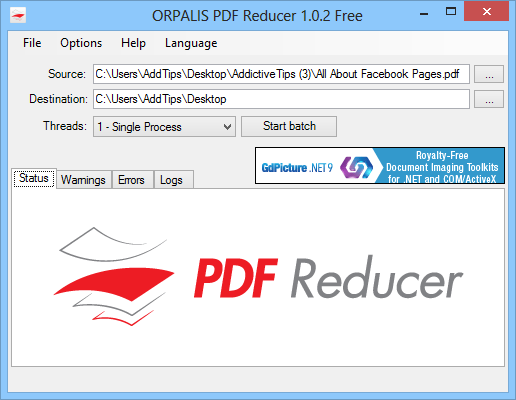 ORPALIS PDF Reducer 1.0.2 Free
File Options Help Language
Source: C:\Users\AddTips\Desktop\AddictiveTips (3)\All About Facebook Pages.pdf ...
Destination: C:\Users\AddTips\Desktop ...
Threads: 1 - Single Process Start batch
GdPicture .NET9
Royalty-Free
Document Imaging Toolkits
for .NET and COM/ActiveX
Status Warnings Errors Logs
PDF Reducer